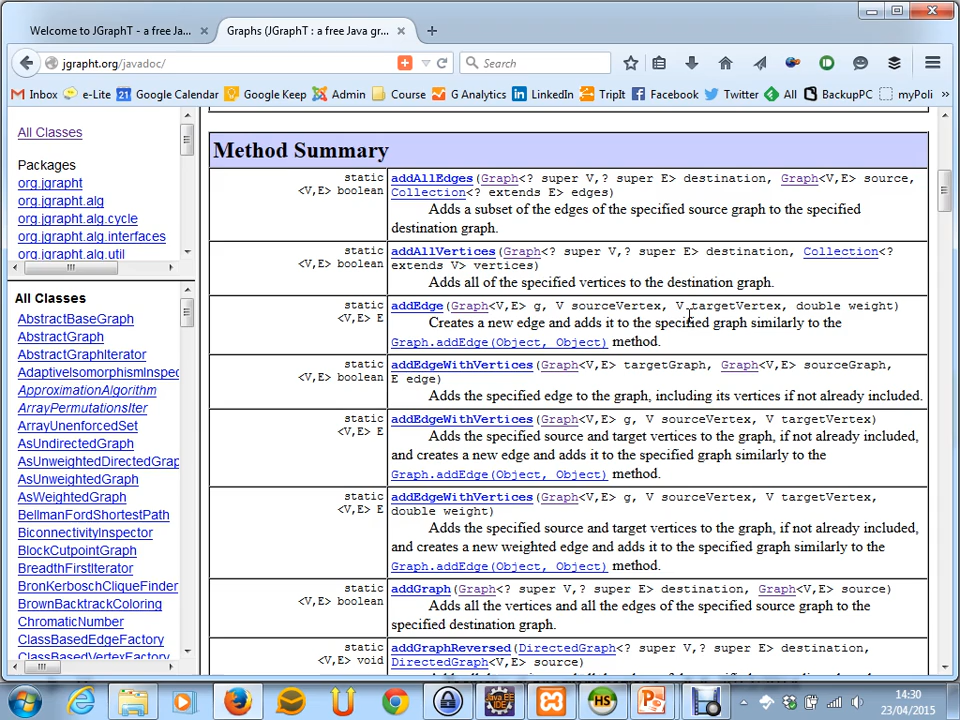 Welcome to JGraphT - a free Ja...
Graphs (JGraphT : a free Java gr...
jgrapht.org/javadoc/
Search
Inbox e-Lite 21 Google Calendar Google Keep Admin Course G Analytics LinkedIn TripIt Facebook Twitter All BackupPC myPoli »
All Classes
Packages
org.jgrapht
org.jgrapht.alg
org.jgrapht.alg.cycle
org.jgrapht.alg.interfaces
org.jgrapht.alg.util
All Classes
AbstractBaseGraph
AbstractGraph
AbstractGraphIterator
AdaptiveIsomorphismInspec
ApproximationAlgorithm
ArrayPermutationsIter
ArrayUnenforcedSet
AsUndirectedGraph
AsUnweightedDirectedGrap
AsUnweightedGraph
AsWeightedGraph
BellmanFordShortestPath
BiconnectivityInspector
BlockCutpointGraph
BreadthFirstIterator
BronKerboschCliqueFinder
BrownBacktrackColoring
ChromaticNumber
ClassBasedEdgeFactory
ClassBasedVertexFactory
Method Summary
static
<V,E> boolean
addAllEdges(Graph<? super V,? super E> destination, Graph<V,E> source,
Collection<? extends E> edges)
Adds a subset of the edges of the specified source graph to the specified
destination graph.
static
<V,E> boolean
addAllVertices(Graph<? super V,? super E> destination, Collection<?
extends V> vertices)
Adds all of the specified vertices to the destination graph.
static
<V,E> E
addEdge(Graph<V,E> g, V sourceVertex, V targetVertex, double weight)
Creates a new edge and adds it to the specified graph similarly to the
Graph.addEdge(Object, Object) method.
static
<V,E> boolean
addEdgeWithVertices(Graph<V,E> targetGraph, Graph<V,E> sourceGraph,
E edge)
Adds the specified edge to the graph, including its vertices if not already included.
static
<V,E> E
addEdgeWithVertices(Graph<V,E> g, V sourceVertex, V targetVertex)
Adds the specified source and target vertices to the graph, if not already included,
and creates a new edge and adds it to the specified graph similarly to the
Graph.addEdge(Object, Object) method.
static
<V,E> E
addEdgeWithVertices(Graph<V,E> g, V sourceVertex, V targetVertex,
double weight)
Adds the specified source and target vertices to the graph, if not already included,
and creates a new weighted edge and adds it to the specified graph similarly to the
Graph.addEdge(Object, Object) method.
static
<V,E> boolean
addGraph(Graph<? super V,? super E> destination, Graph<V,E> source)
Adds all the vertices and all the edges of the specified source graph to the
specified destination graph.
static
<V,E> void
addGraphReversed(DirectedGraph<? super V,? super E> destination,
DirectedGraph<V,E> source)
14:30
23/04/2015